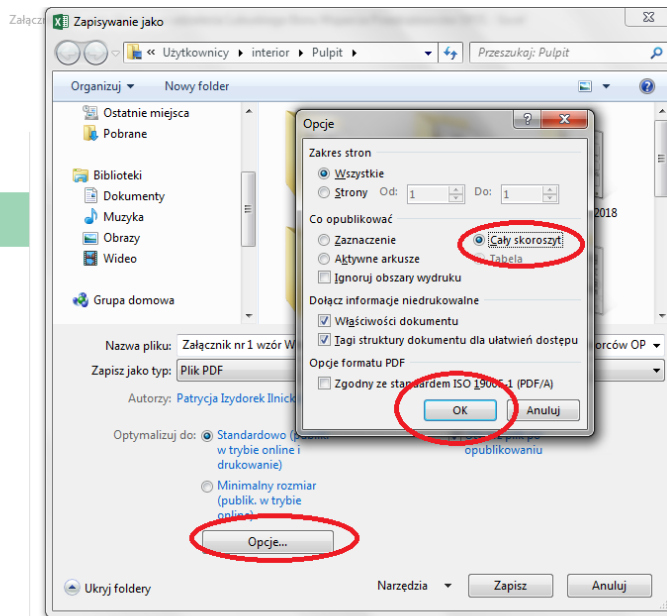 Załącz
Zapisywanie jako
« Użytkownicy ▸ interior ▸ Pulpit ▸
Przeszukaj: Pulpit
Organizuj
Nowy folder
Ostatnie miejsca
Pobrane
Biblioteki
Dokumenty
Muzyka
Obrazy
Wideo
Grupa domowa
2018
Opcje
Zakres stron
Wszystkie
Strony Od: 1 Do: 1
Co opublikować
Zaznaczenie
Cały skoroszyt
Aktywne arkusze
Tabela
Ignoruj obszary wydruku
Dołącz informacje niedrukowalne
Właściwości dokumentu
Tagi struktury dokumentu dla ułatwień dostępu
Opcje formatu PDF
Zgodny ze standardem ISO 19005-1 (PDF/A)
OK
Anuluj
Nazwa pliku: Załącznik nr 1 wzór W
orców OP
Zapisz jako typ: Plik PDF
Autorzy: Patrycja Izydorek Ilnick
Optymalizuj do: Standardowo
w trybie online i
drukowanie)
opublikowaniu
Minimalny rozmiar
(publik. w trybie
online)
Opcje...
Ukryj foldery
Narzędzia
Zapisz
Anuluj